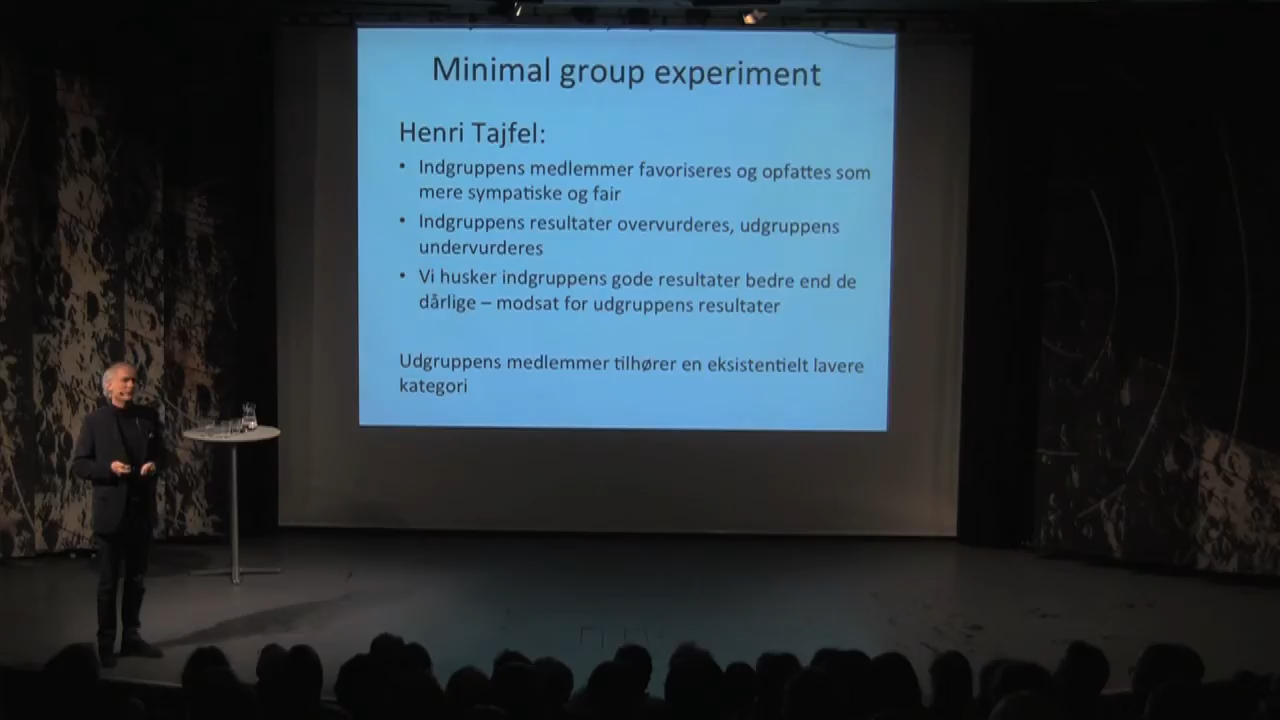 Minimal group experiment
Henri Tajfel:
• Indgruppens medlemmer favoriseres og opfattes som
mere sympatiske og fair
• Indgruppens resultater overvurderes, udgruppens
undervurderes
• Vi husker indgruppens gode resultater bedre end de
dårlige – modsat for udgruppens resultater
Udgruppens medlemmer tilhører en eksistentielt lavere
kategori